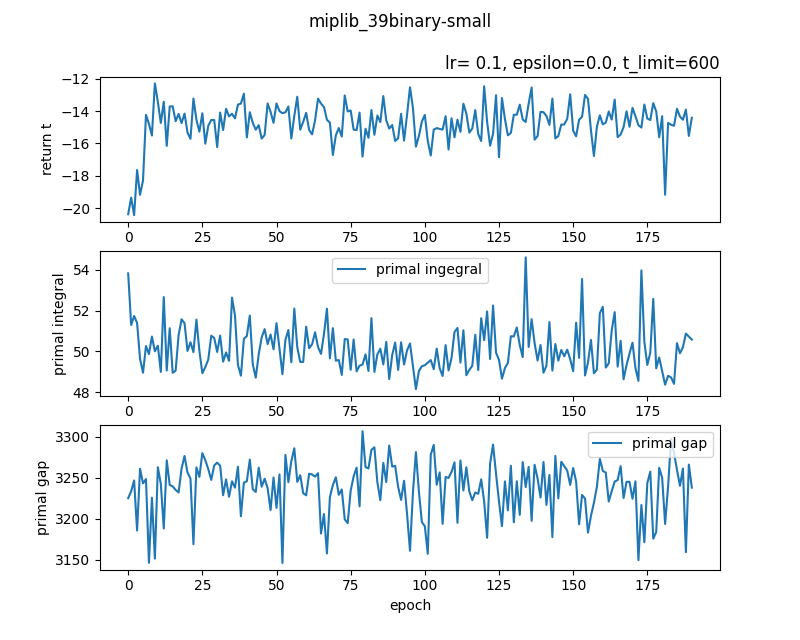 miplib_39binary-small
lr= 0.1, epsilon=0.0, t_limit=600
return t
−12
−14
−16
−18
−20
0 25 50 75 100 125 150 175
primal integral
54
52
50
48
primal ingegral
0 25 50 75 100 125 150 175
primal gap
3300
3250
3200
3150
primal gap
0 25 50 75 100 125 150 175
epoch